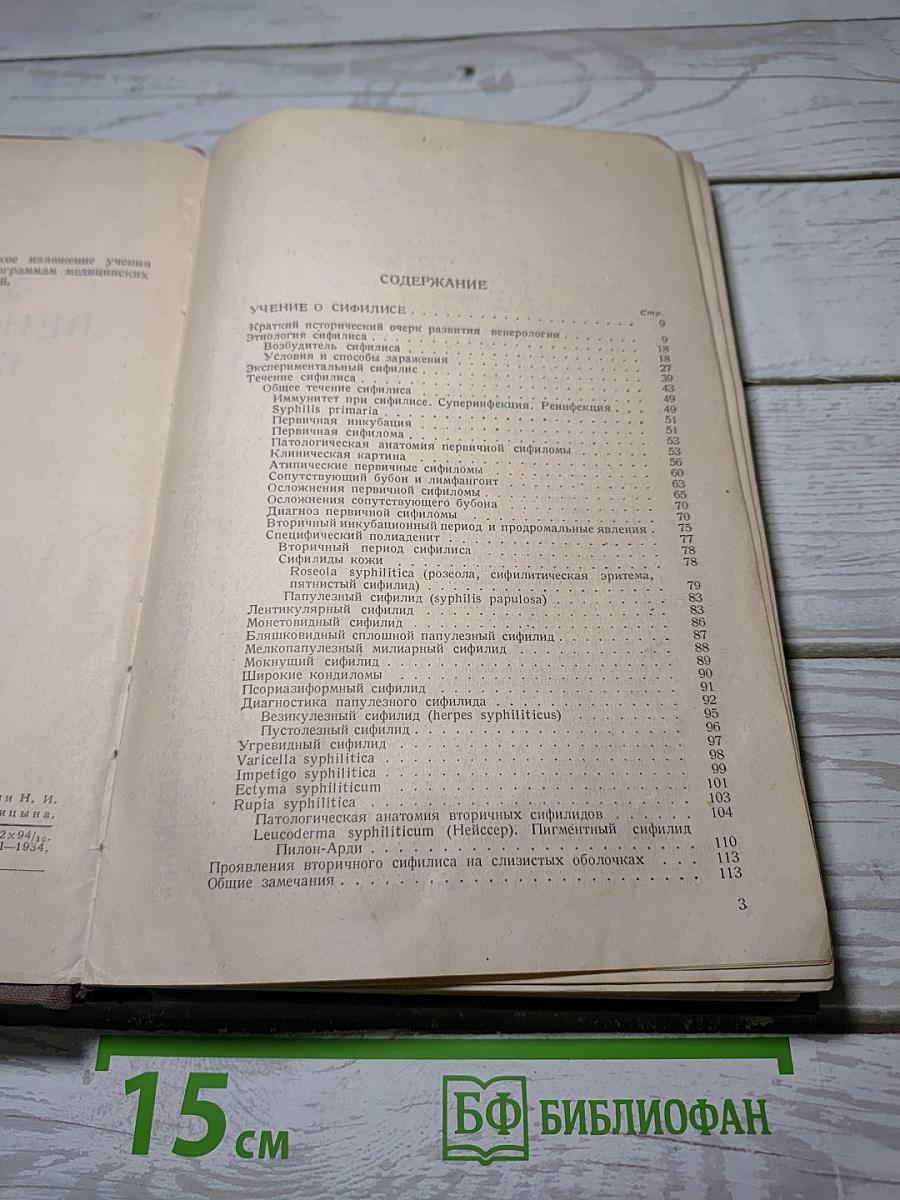 кое изложение учения
ограммам медицинских
й.
ВЕН
ин Н. И.
ицына.
2×94/16.
I—1934.
СОДЕРЖАНИЕ
Стр.
УЧЕНИЕ О СИФИЛИСЕ . . . 9
Краткий исторический очерк развития венерологии . . . 9
Этиология сифилиса . . . 18
Возбудитель сифилиса . . . 18
Условия и способы заражения . . . 27
Экспериментальный сифилис . . . 39
Течение сифилиса . . . 43
Общее течение сифилиса . . . 49
Иммунитет при сифилисе. Суперинфекция. Реинфекция . . . 49
Syphilis primaria . . . 51
Первичная инкубация . . . 51
Первичная сифилома . . . 53
Патологическая анатомия первичной сифиломы . . . 53
Клиническая картина . . . 56
Атипические первичные сифиломы . . . 60
Сопутствующий бубон и лимфангоит . . . 63
Осложнения первичной сифиломы . . . 65
Осложнения сопутствующего бубона . . . 70
Диагноз первичной сифиломы . . . 70
Вторичный инкубационный период и продромальные явления . 75
Специфический полиаденит . . . 77
Вторичный период сифилиса . . . 78
Сифилиды кожи . . . 78
Roseola syphilitica (розеола, сифилитическая эритема,
пятнистый сифилид) . . . 79
Папулезный сифилид (syphilis papulosa) . . . 83
Лентикулярный сифилид . . . 83
Монетовидный сифилид . . . 86
Бляшковидный сплошной папулезный сифилид . . . 87
Мелкопапулезный милиарный сифилид . . . 88
Мокнущий сифилид . . . 89
Широкие кондиломы . . . 90
Псориазиформный сифилид . . . 91
Диагностика папулезного сифилида . . . 92
Везикулезный сифилид (herpes syphiliticus) . . . 95
Пустолезный сифилид . . . 96
Угревидный сифилид . . . 97
Varicella syphilitica . . . 98
Impetigo syphilitica . . . 99
Ectyma syphiliticum . . . 101
Rupia syphilitica . . . 103
Патологическая анатомия вторичных сифилидов . . . 104
Leucoderma syphiliticum (Нейссер). Пигментный сифилид
Пилон-Арди . . . 110
Проявления вторичного сифилиса на слизистых оболочках . . . 113
Общие замечания . . . 113
3
15 см
БФ БИБЛИОФАН